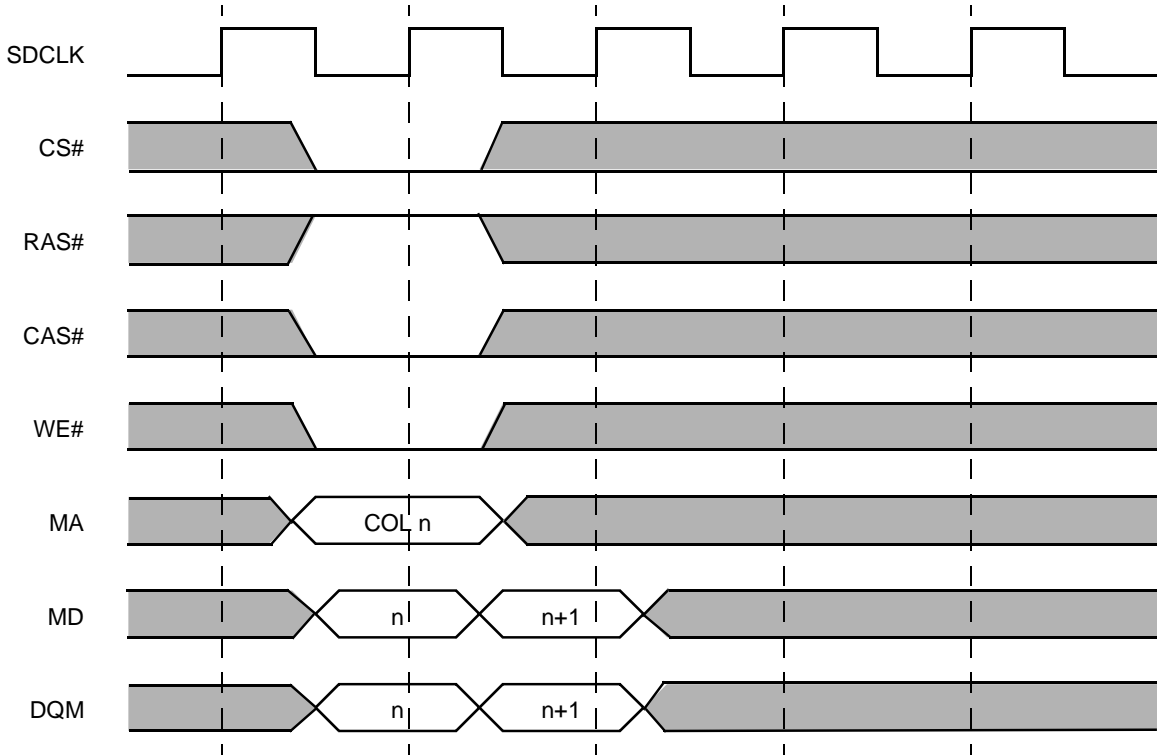 SDCLK
CS#
RAS#
CAS#
WE#
MA COL n
MD n n+1
DQM n n+1